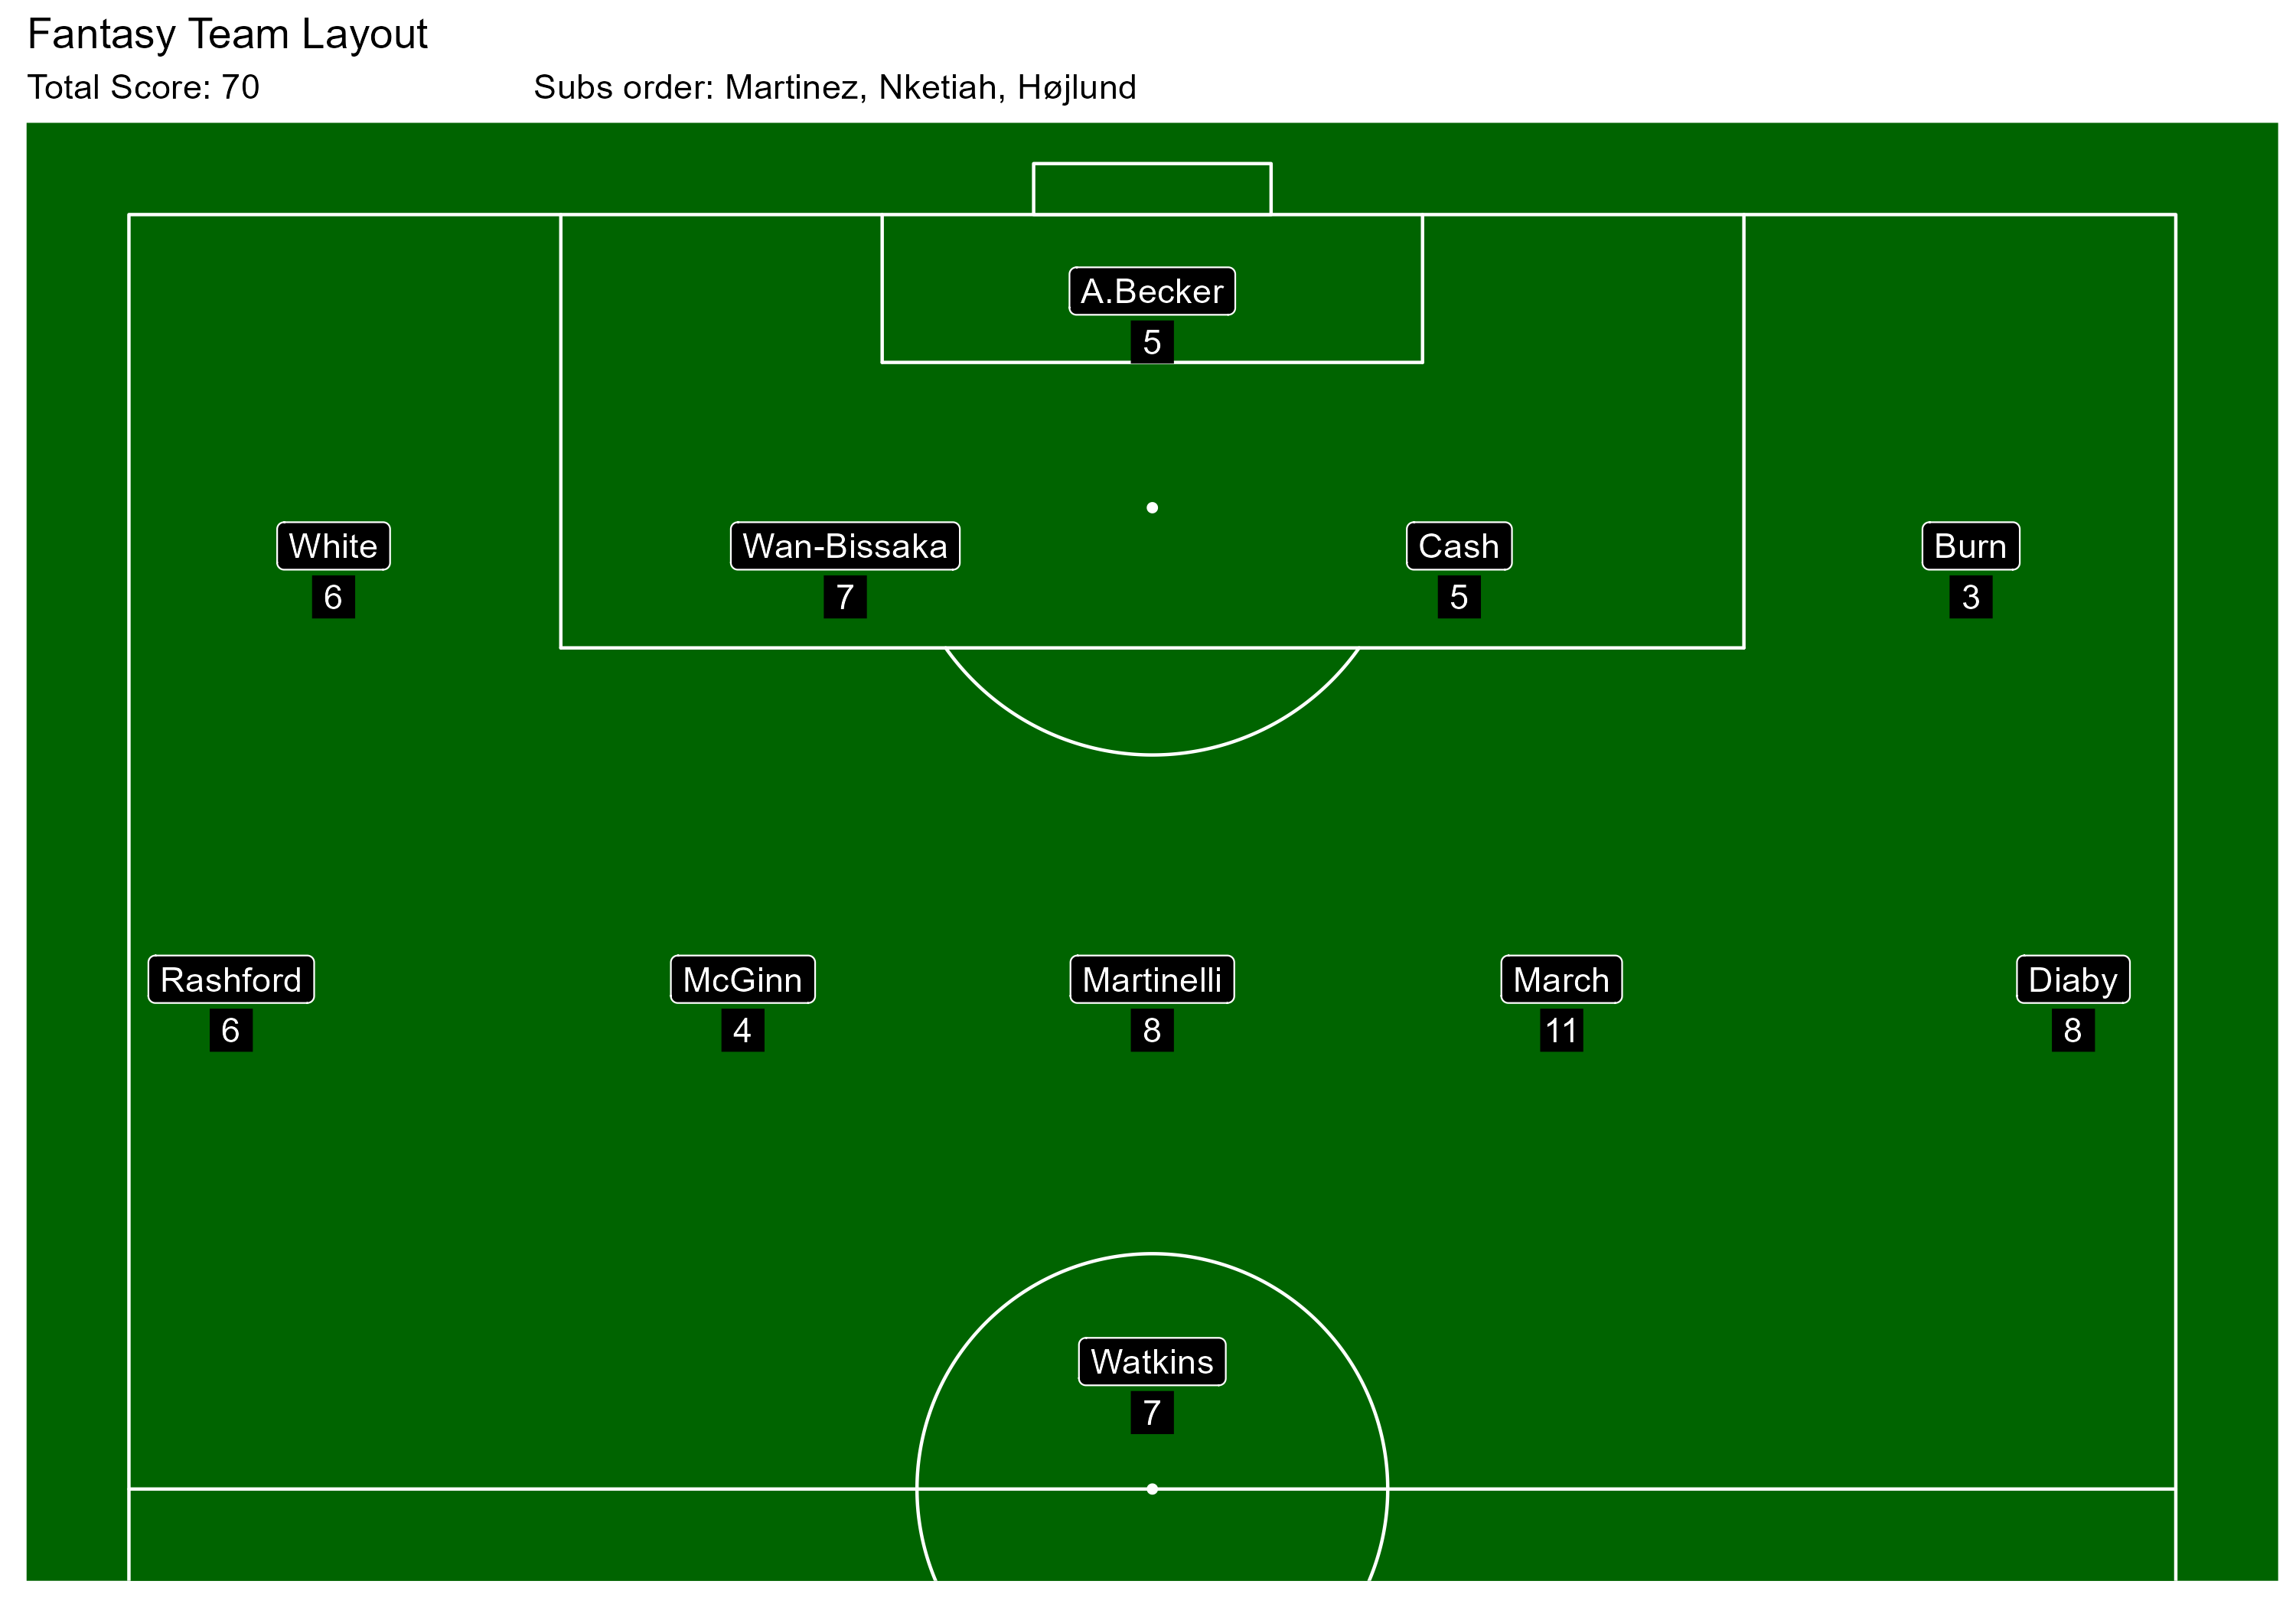 Fantasy Team Layout
Total Score: 70 Subs order: Martinez, Nketiah, Højlund
A.Becker
5
White Wan-Bissaka Cash Burn
6 7 5 3
Rashford McGinn Martinelli March Diaby
6 4 8 11 8
Watkins
7